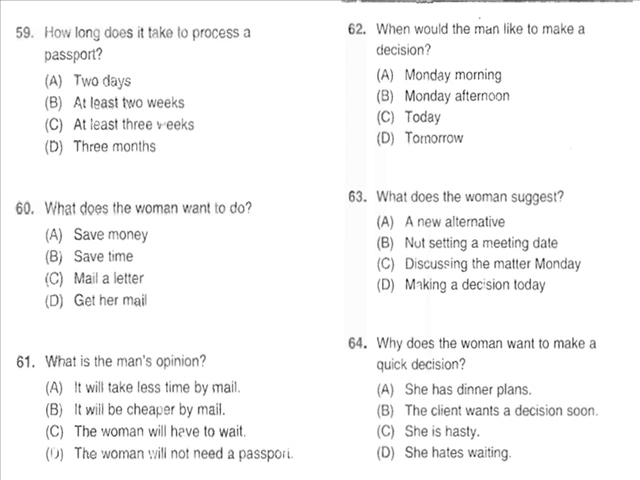 59. How long does it take to process a
passport?
(A) Two days
(B) At least two weeks
(C) At least three weeks
(D) Three months
60. What does the woman want to do?
(A) Save money
(B) Save time
(C) Mail a letter
(D) Get her mail
61. What is the man's opinion?
(A) It will take less time by mail.
(B) It will be cheaper by mail.
(C) The woman will have to wait.
(D) The woman will not need a passport.
62. When would the man like to make a
decision?
(A) Monday morning
(B) Monday afternoon
(C) Today
(D) Tomorrow
63. What does the woman suggest?
(A) A new alternative
(B) Not setting a meeting date
(C) Discussing the matter Monday
(D) Making a decision today
64. Why does the woman want to make a
quick decision?
(A) She has dinner plans.
(B) The client wants a decision soon.
(C) She is hasty.
(D) She hates waiting.